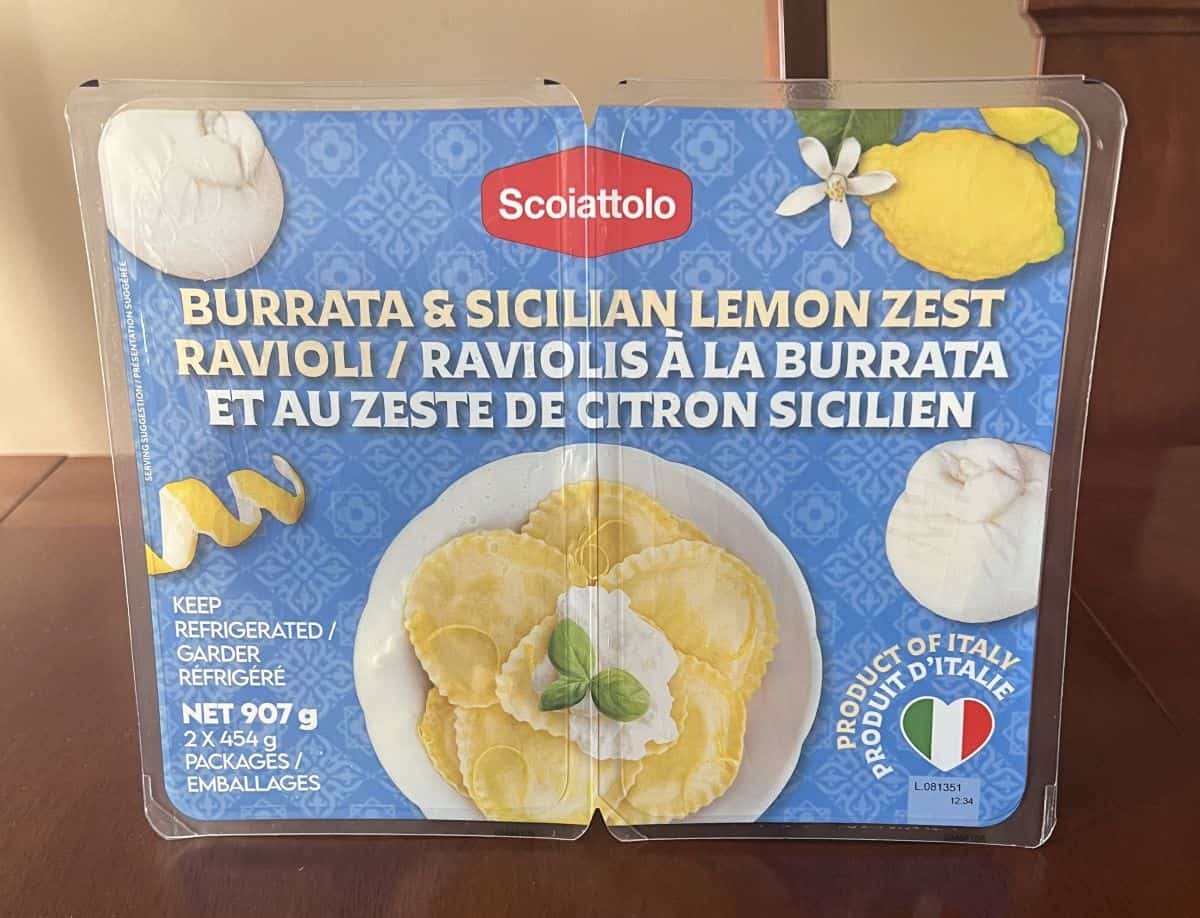 Scoiattolo
BURRATA & SICILIAN LEMON ZEST
RAVIOLI / RAVIOLIS À LA BURRATA
ET AU ZESTE DE CITRON SICILIEN
SERVING SUGGESTION / PRÉSENTATION SUGGÉRÉE
KEEP
REFRIGERATED /
GARDER
RÉFRIGÉRÉ
NET 907 g
2 X 454 g
PACKAGES /
EMBALLAGES
PRODUCT OF ITALY
PRODUIT D'ITALIE
L.081351
12:34